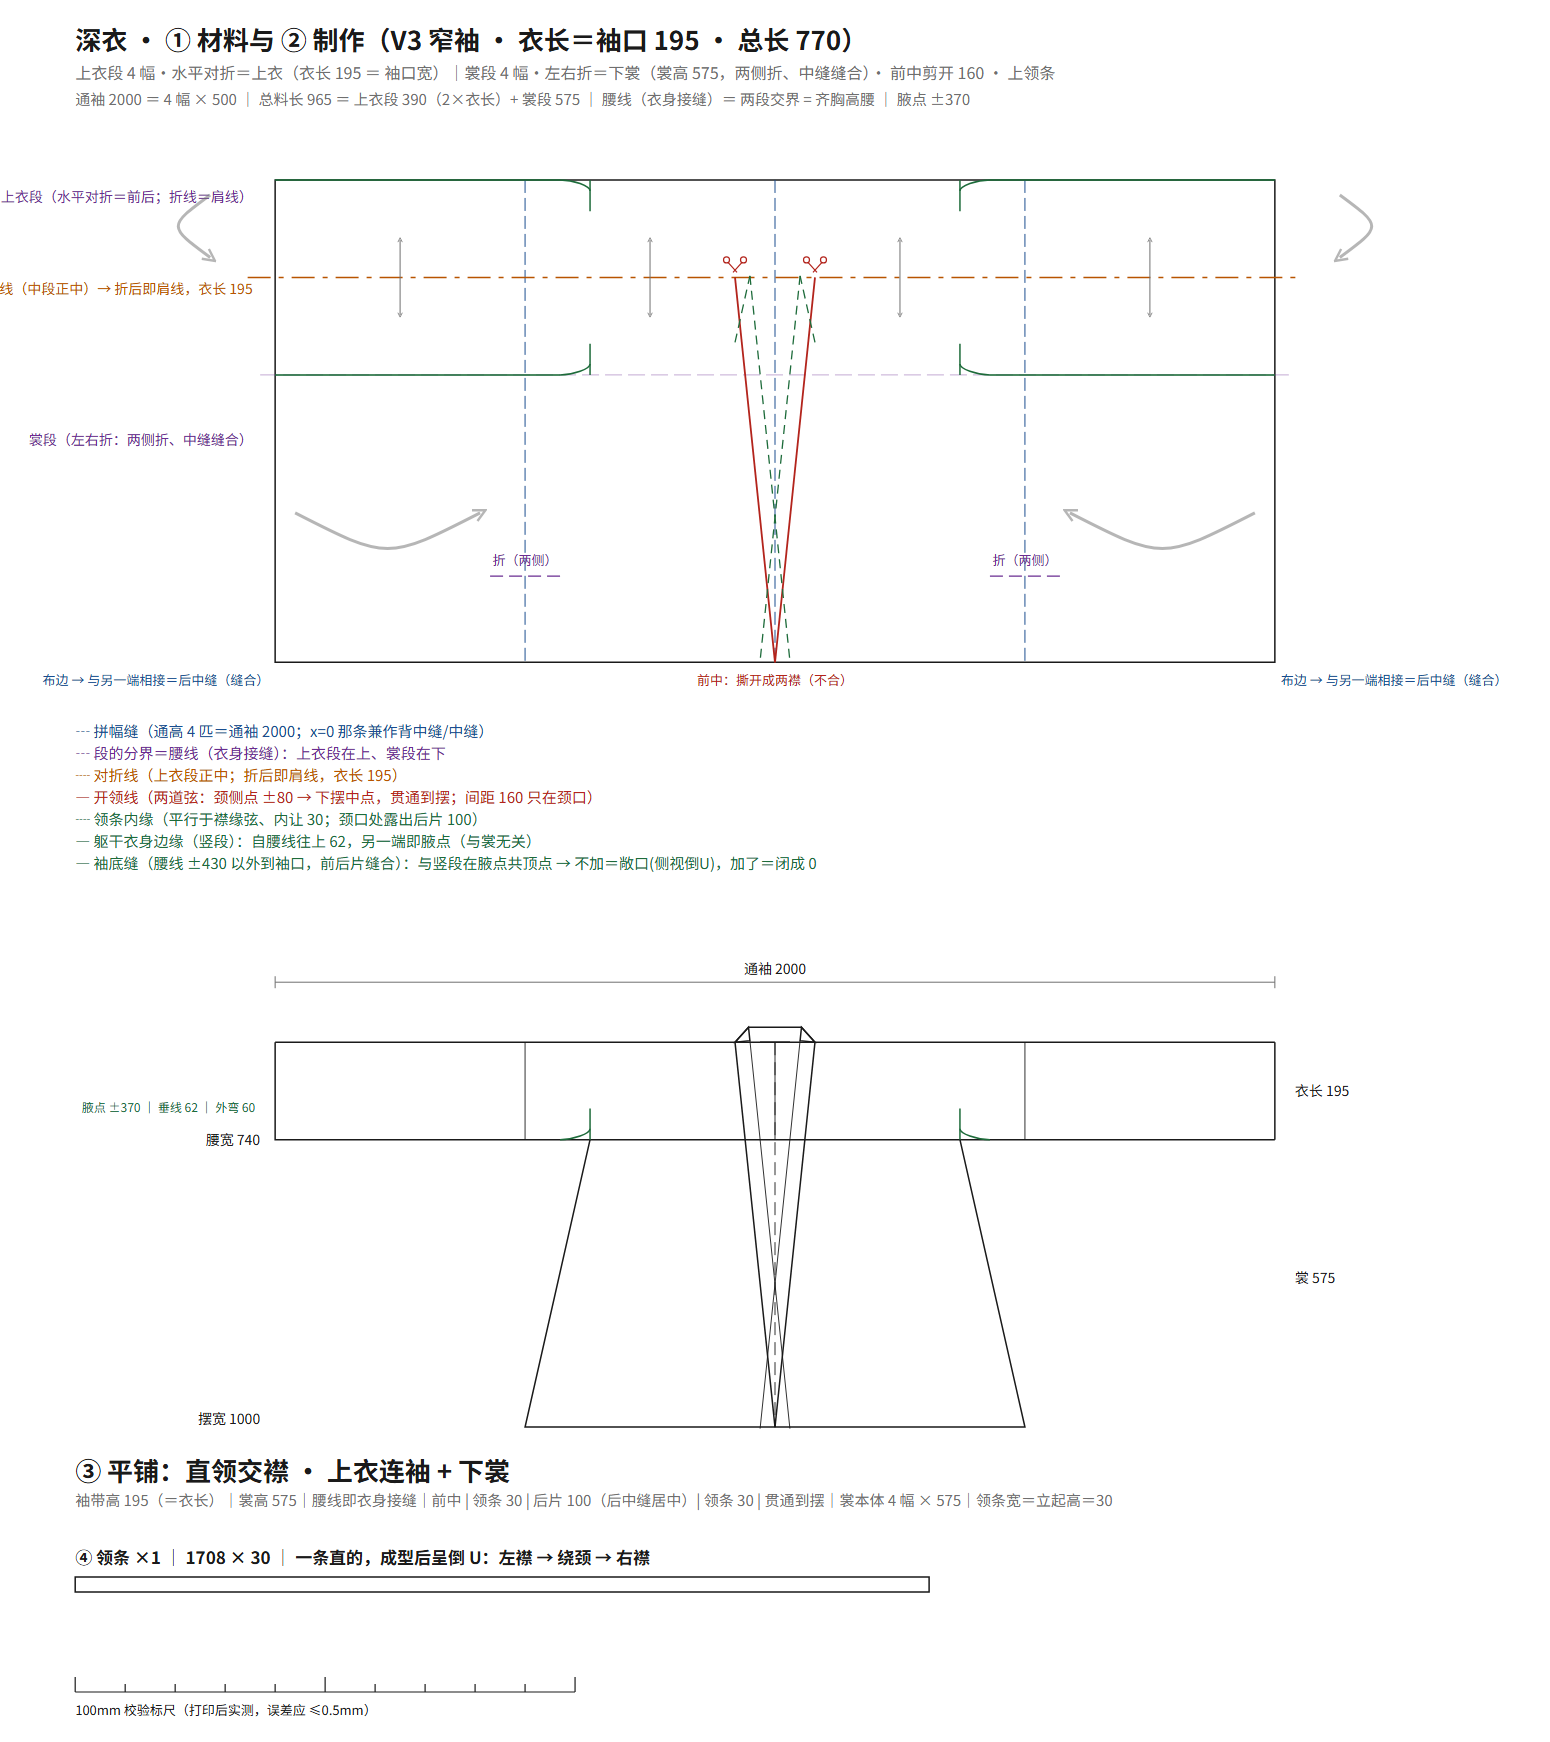 深衣 · ① 材料与 ② 制作（V3 窄袖 · 衣长＝袖口 195 · 总长 770）
上衣段 4 幅·水平对折＝上衣（衣长 195 ＝ 袖口宽）｜裳段 4 幅·左右折＝下裳（裳高 575，两侧折、中缝缝合）· 前中剪开 160 · 上领条
通袖 2000 ＝ 4 幅 × 500 ｜ 总料长 965 ＝ 上衣段 390（2×衣长）+ 裳段 575 ｜ 腰线（衣身接缝）＝ 两段交界 = 齐胸高腰 ｜ 腋点 ±370
上衣段（水平对折＝前后；折线＝肩线）
线（中段正中）→ 折后即肩线，衣长 195
裳段（左右折：两侧折、中缝缝合）
折（两侧）
折（两侧）
布边 → 与另一端相接＝后中缝（缝合）
前中：撕开成两襟（不合）
布边 → 与另一端相接＝后中缝（缝合）
--- 拼幅缝（通高 4 匹＝通袖 2000；x=0 那条兼作背中缝/中缝）
--- 段的分界＝腰线（衣身接缝）：上衣段在上、裳段在下
---- 对折线（上衣段正中；折后即肩线，衣长 195）
— 开领线（两道弦：颈侧点 ±80 → 下摆中点，贯通到摆；间距 160 只在颈口）
---- 领条内缘（平行于襟缘弦、内让 30；颈口处露出后片 100）
— 躯干衣身边缘（竖段）：自腰线往上 62，另一端即腋点（与裳无关）
— 袖底缝（腰线 ±430 以外到袖口，前后片缝合）：与竖段在腋点共顶点 → 不加＝敞口(侧视倒U)，加了＝闭成 0
通袖 2000
衣长 195
腋点 ±370 ｜ 垂线 62 ｜ 外弯 60
腰宽 740
裳 575
摆宽 1000
③ 平铺：直领交襟 · 上衣连袖 + 下裳
袖带高 195（＝衣长）｜裳高 575｜腰线即衣身接缝｜前中 | 领条 30 | 后片 100（后中缝居中）| 领条 30 | 贯通到摆｜裳本体 4 幅 × 575｜领条宽＝立起高＝30
④ 领条 ×1 ｜ 1708 × 30 ｜ 一条直的，成型后呈倒 U：左襟 → 绕颈 → 右襟
100mm 校验标尺（打印后实测，误差应 ≤0.5mm）